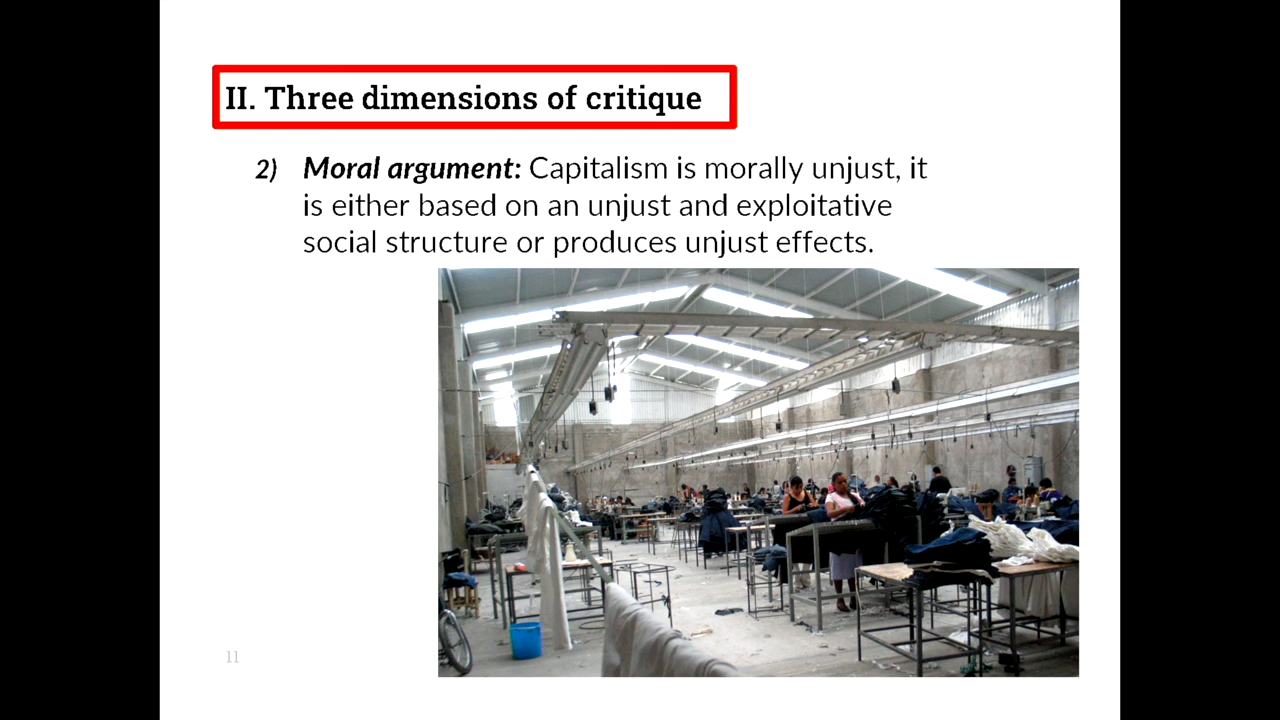 II. Three dimensions of critique
2) Moral argument: Capitalism is morally unjust, it
is either based on an unjust and exploitative
social structure or produces unjust effects.
11